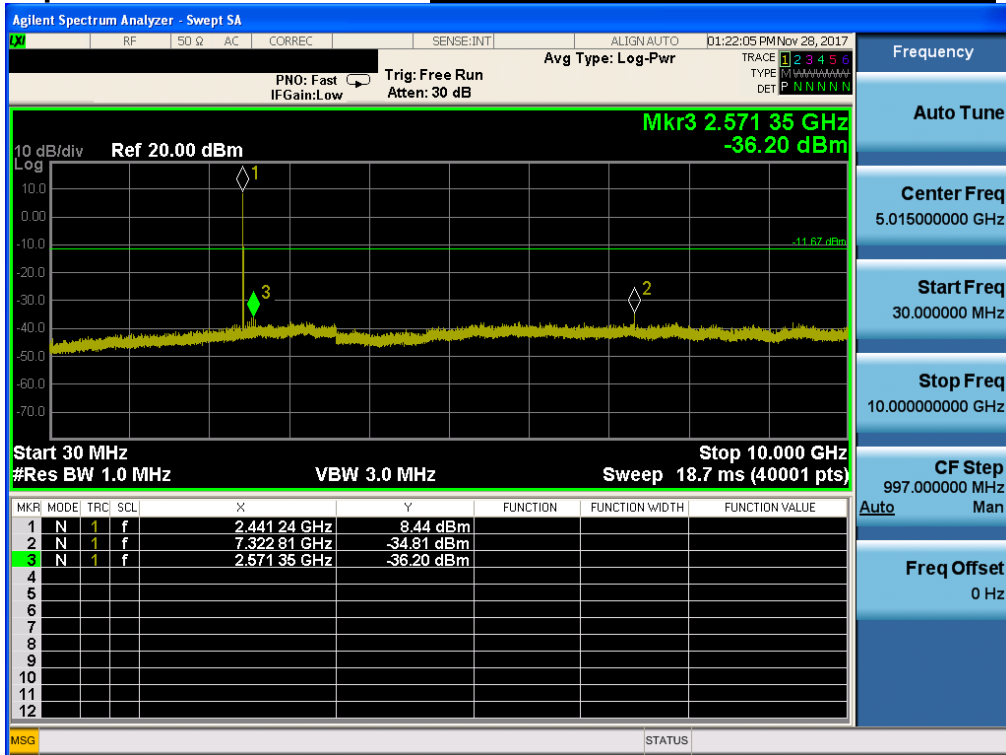 Agilent Spectrum Analyzer - Swept SA
LXI RF 50 Ω AC CORREC SENSE:INT ALIGN AUTO 01:22:05 PM Nov 28, 2017
Frequency
Avg Type: Log-Pwr
TRACE 1 2 3 4 5 6
PNO: Fast Trig: Free Run
TYPE M WWWWW
IFGain:Low Atten: 30 dB
DET P N N N N N
Auto Tune
Mkr3 2.571 35 GHz
10 dB/div Ref 20.00 dBm -36.20 dBm
Log
1
10.0
0.00
-10.0
-11.67 dBm
-20.0
3
2
-30.0
-40.0
-50.0
-60.0
-70.0
Start 30 MHz Stop 10.000 GHz
#Res BW 1.0 MHz VBW 3.0 MHz Sweep 18.7 ms (40001 pts)
Center Freq
5.015000000 GHz
Start Freq
30.000000 MHz
Stop Freq
10.000000000 GHz
CF Step
997.000000 MHz
Auto Man
Freq Offset
0 Hz
MKR MODE TRC SCL X Y FUNCTION FUNCTION WIDTH FUNCTION VALUE
1 N 1 f 2.441 24 GHz 8.44 dBm
2 N 1 f 7.322 81 GHz -34.81 dBm
3 N 1 f 2.571 35 GHz -36.20 dBm
4
5
6
7
8
9
10
11
12
MSG STATUS